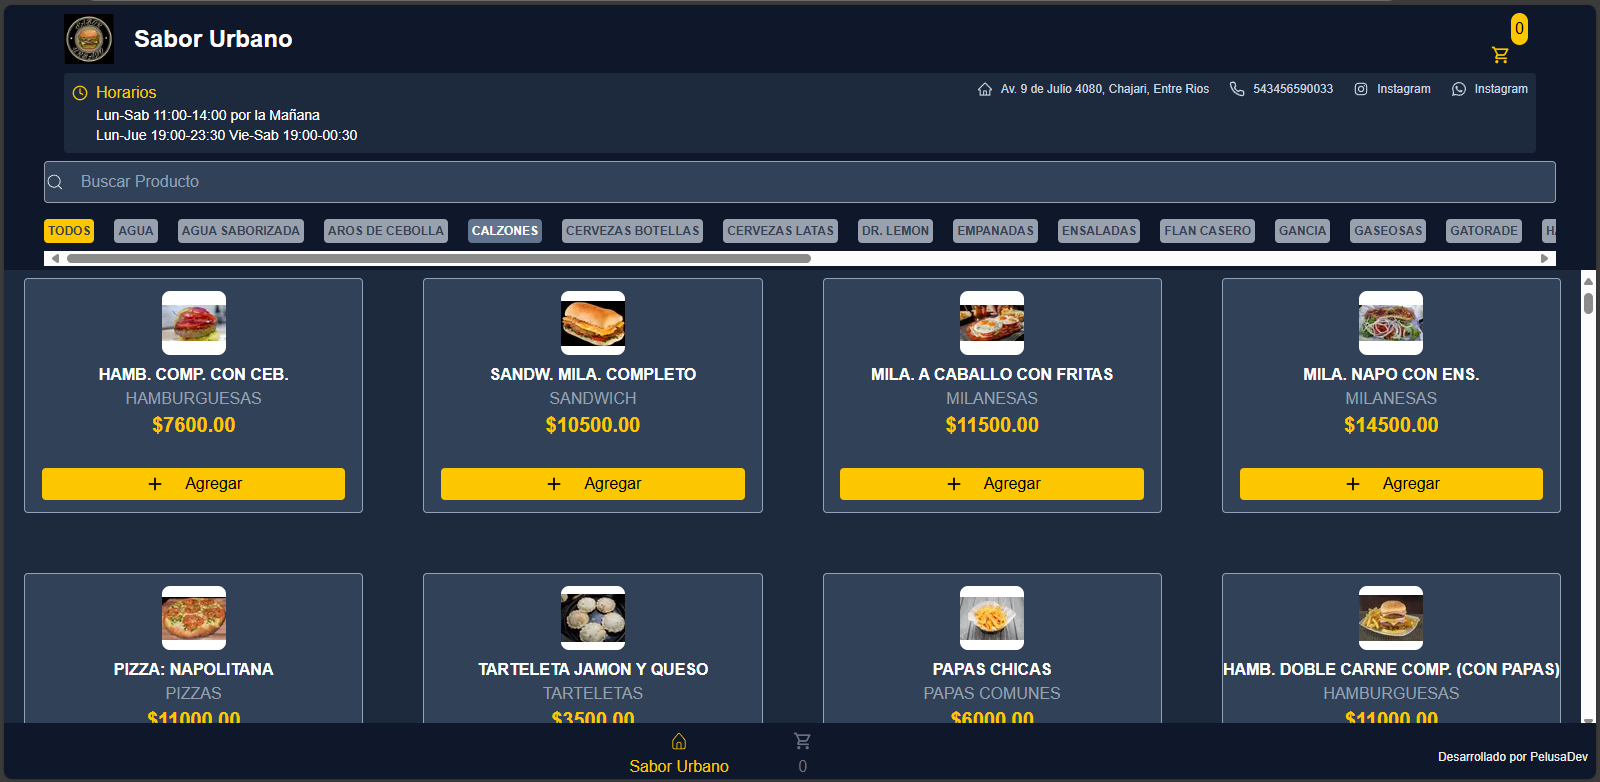 Sabor Urbano
0
Horarios
Lun-Sab 11:00-14:00 por la Mañana
Lun-Jue 19:00-23:30 Vie-Sab 19:00-00:30
Av. 9 de Julio 4080, Chajari, Entre Rios
543456590033
Instagram
Instagram
Buscar Producto
TODOS AGUA AGUA SABORIZADA AROS DE CEBOLLA CALZONES CERVEZAS BOTELLAS CERVEZAS LATAS DR. LEMON EMPANADAS ENSALADAS FLAN CASERO GANCIA GASEOSAS GATORADE
HAMB. COMP. CON CEB.
HAMBURGUESAS
$7600.00
Agregar
SANDW. MILA. COMPLETO
SANDWICH
$10500.00
Agregar
MILA. A CABALLO CON FRITAS
MILANESAS
$11500.00
Agregar
MILA. NAPO CON ENS.
MILANESAS
$14500.00
Agregar
PIZZA: NAPOLITANA
PIZZAS
$11000.00
TARTELETA JAMON Y QUESO
TARTELETAS
$3500.00
PAPAS CHICAS
PAPAS COMUNES
$6000.00
HAMB. DOBLE CARNE COMP. (CON PAPAS)
HAMBURGUESAS
$11000.00
Sabor Urbano
0
Desarrollado por PelusaDev